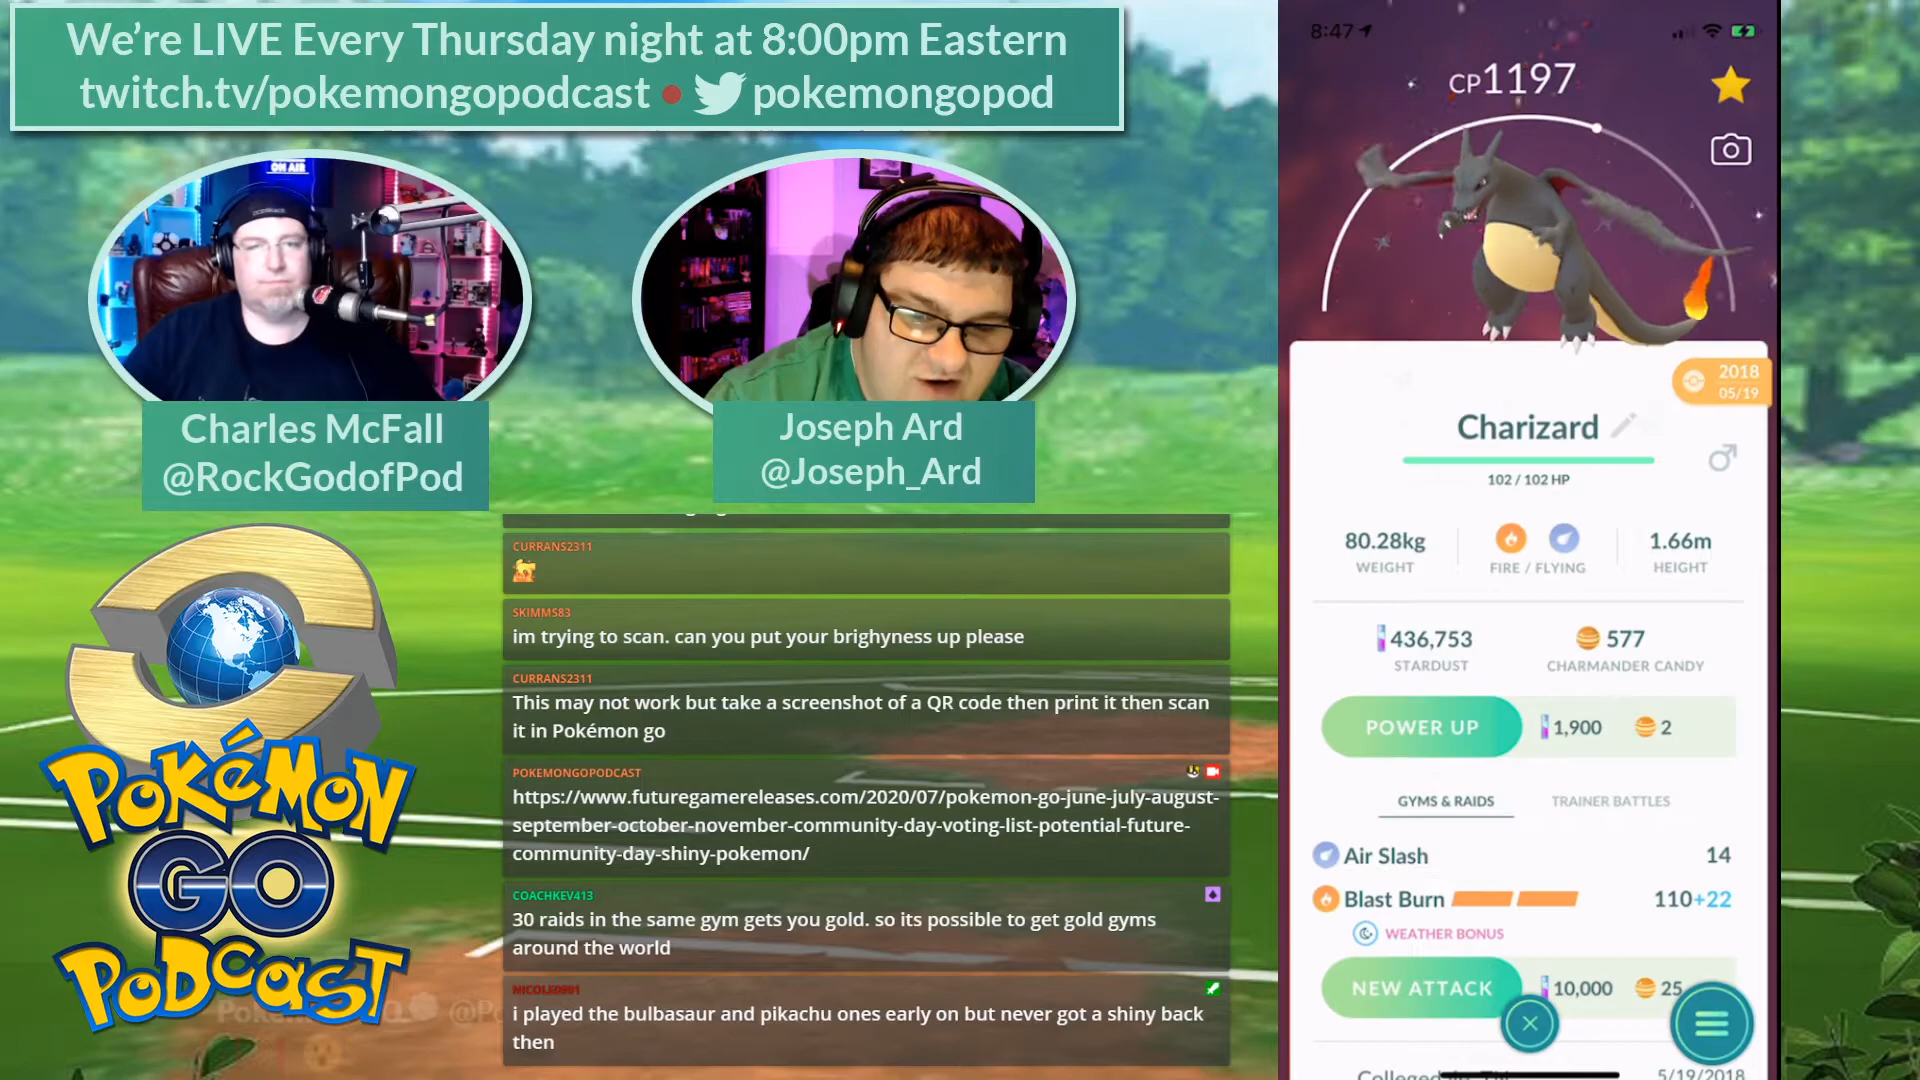 We're LIVE Every Thursday night at 8:00pm Eastern
twitch.tv/pokemongopodcast • pokemongopod
ON AIR
Charles McFall
@RockGodofPod
Joseph Ard
@Joseph_Ard
POKÉMON
GO
PODCAST
CURRANS2311
SKIMMS83
im trying to scan. can you put your brighyness up please
CURRANS2311
This may not work but take a screenshot of a QR code then print it then scan
it in Pokémon go
POKEMONGOPODCAST
https://www.futuregamereleases.com/2020/07/pokemon-go-june-july-august-
september-october-november-community-day-voting-list-potential-future-
community-day-shiny-pokemon/
COACHKEV413
30 raids in the same gym gets you gold. so its possible to get gold gyms
around the world
i played the bulbasaur and pikachu ones early on but never got a shiny back
then
8:47
CP1197
2018
05/19
Charizard
102 / 102 HP
80.28kg
WEIGHT
FIRE / FLYING
1.66m
HEIGHT
436,753
STARDUST
577
CHARMANDER CANDY
POWER UP 1,900 2
GYMS & RAIDS TRAINER BATTLES
Air Slash 14
Blast Burn 110+22
WEATHER BONUS
NEW ATTACK 10,000 25
5/19/2018